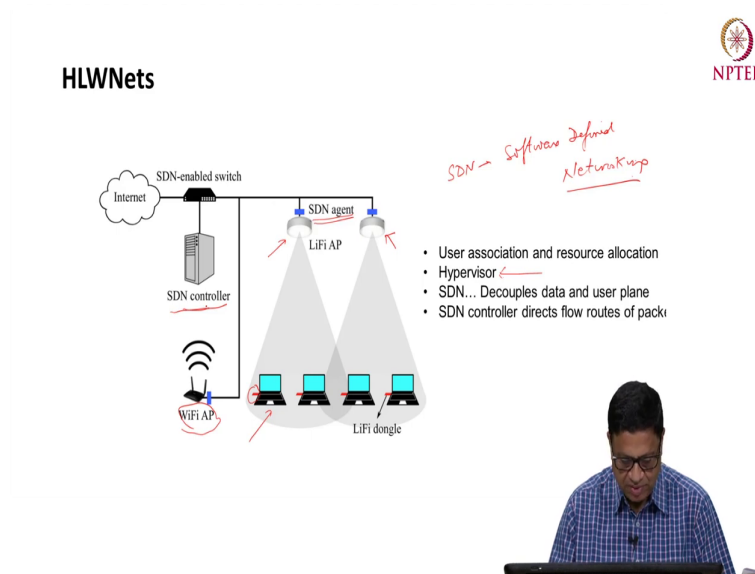 HLWNets
NPTEL
SDN → Software Defined
Networking
SDN-enabled switch
Internet
SDN agent
LiFi AP
SDN controller
WiFi AP
LiFi dongle
• User association and resource allocation
• Hypervisor
• SDN... Decouples data and user plane
• SDN controller directs flow routes of packe